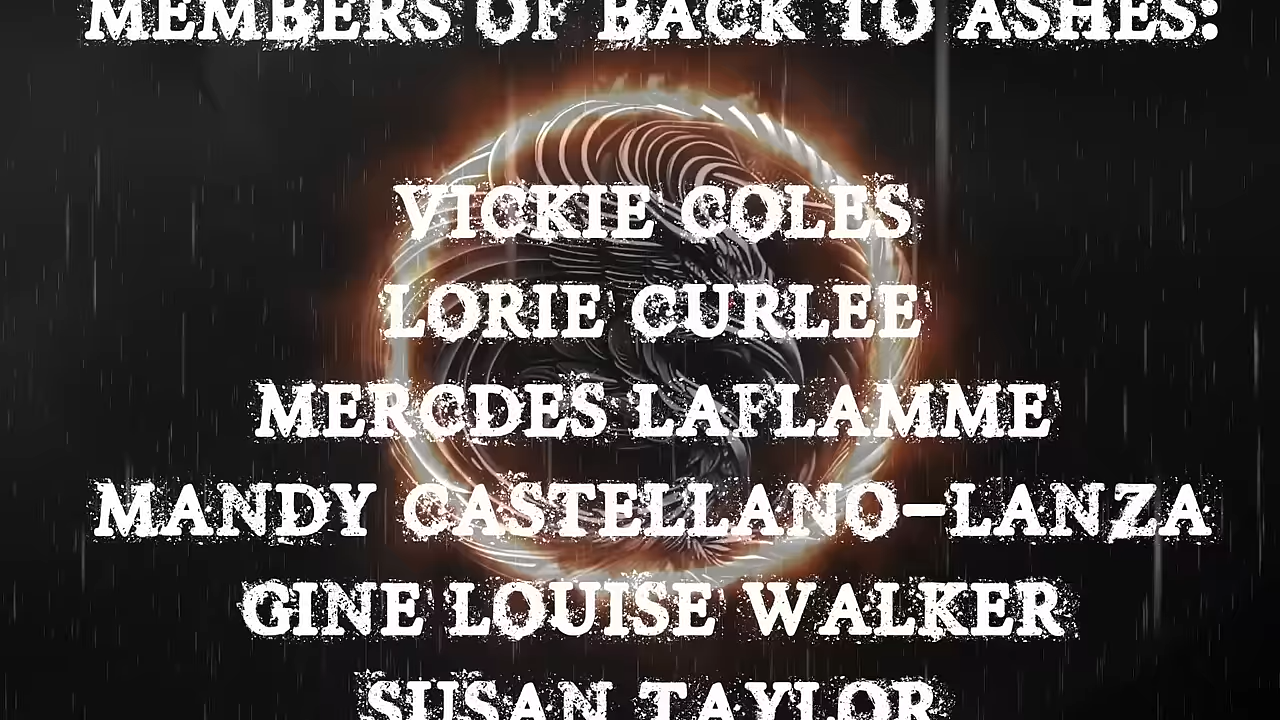 MEMBERS OF BACK TO ASHES:
VICKIE COLES
LORIE CURLEE
MERCDES LAFLAMME
MANDY CASTELLANO-LANZA
GINE LOUISE WALKER
SUSAN TAYLOR